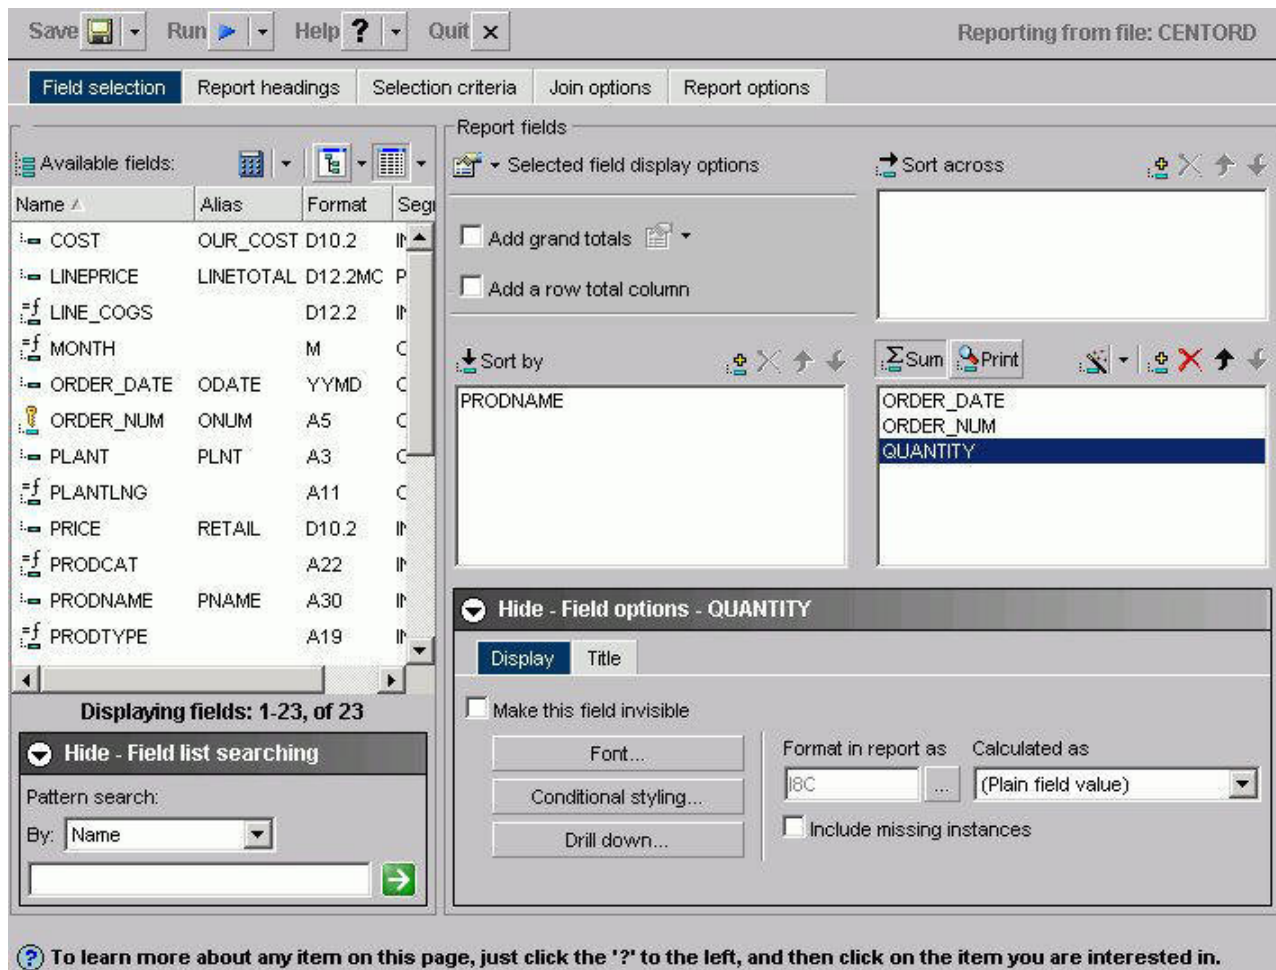 Save Run Help ? Quit x Reporting from file: CENTORD
Field selection Report headings Selection criteria Join options Report options
Available fields:
Name Alias Format
COST OUR_COST D10.2
LINEPRICE LINETOTAL D12.2MC P
LINE_COGS D12.2
MONTH M
ORDER_DATE ODATE YYMD
ORDER_NUM ONUM A5
PLANT PLNT A3
PLANTLNG A11
PRICE RETAIL D10.2
PRODCAT A22
PRODNAME PNAME A30
PRODTYPE A19
Displaying fields: 1-23, of 23
Hide - Field list searching
Pattern search:
By: Name
Report fields
Selected field display options
Add grand totals
Add a row total column
Sort across
Sort by
PRODNAME
Sum Print
ORDER_DATE
ORDER_NUM
QUANTITY
Hide - Field options - QUANTITY
Display Title
Make this field invisible
Font...
Conditional styling...
Drill down...
Format in report as Calculated as
I8C ... (Plain field value)
Include missing instances
? To learn more about any item on this page, just click the '?' to the left, and then click on the item you are interested in.